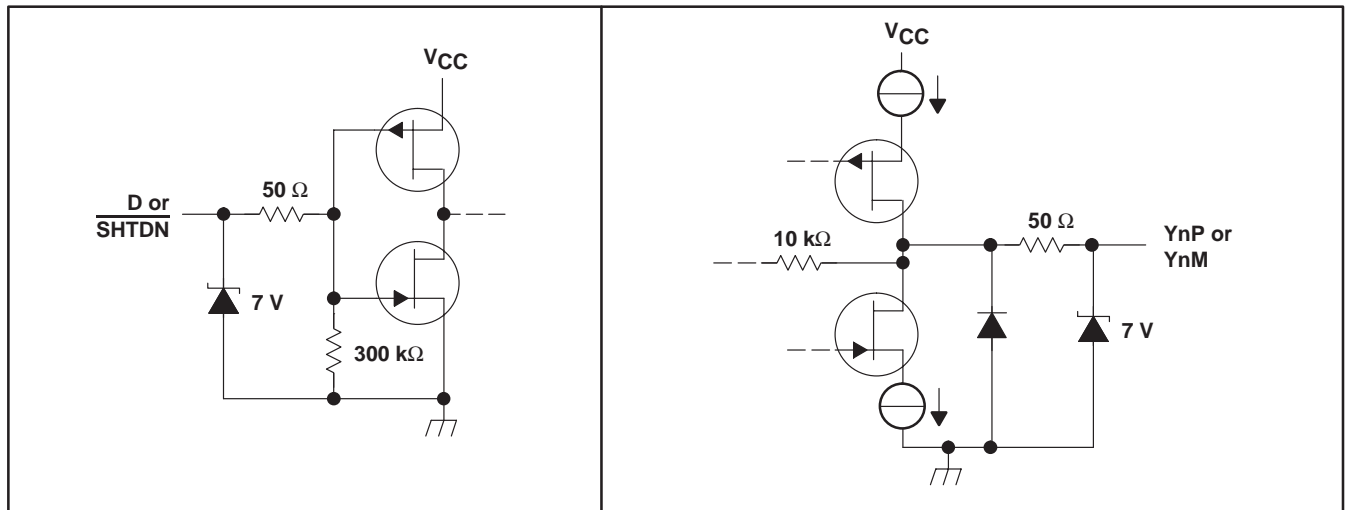 VCC
50 Ω
D or
SHTDN
7 V
300 kΩ
VCC
10 kΩ
50 Ω
YnP or
YnM
7 V